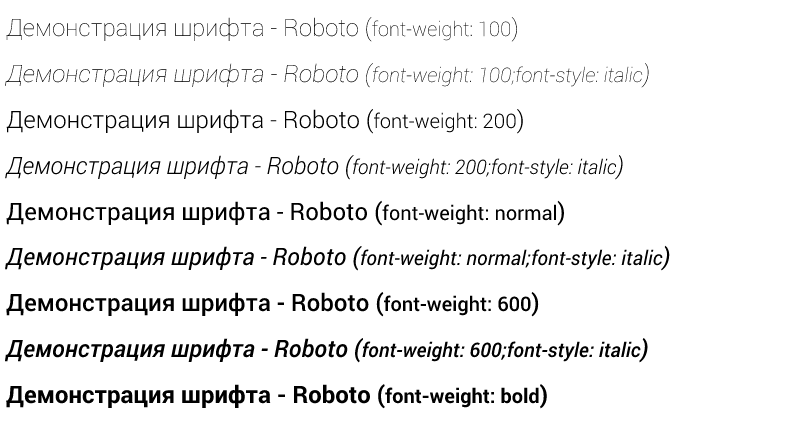 Демонстрация шрифта - Roboto (font-weight: 100)
Демонстрация шрифта - Roboto (font-weight: 100;font-style: italic)
Демонстрация шрифта - Roboto (font-weight: 200)
Демонстрация шрифта - Roboto (font-weight: 200;font-style: italic)
Демонстрация шрифта - Roboto (font-weight: normal)
Демонстрация шрифта - Roboto (font-weight: normal;font-style: italic)
Демонстрация шрифта - Roboto (font-weight: 600)
Демонстрация шрифта - Roboto (font-weight: 600;font-style: italic)
Демонстрация шрифта - Roboto (font-weight: bold)